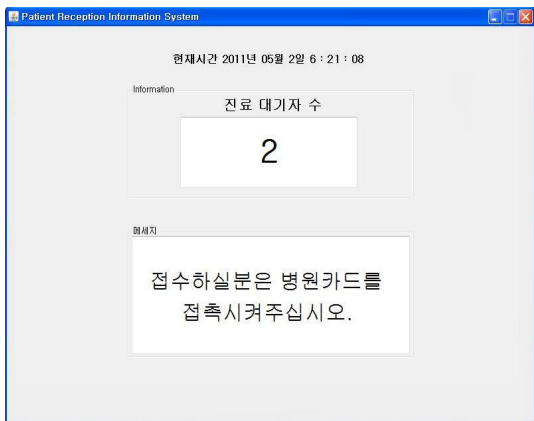 Patient Reception Information System
현재시간 2011년 05월 2일 6 : 21 : 08
Information
진료 대기자 수
2
메세지
접수하실분은 병원카드를
접촉시켜주십시오.